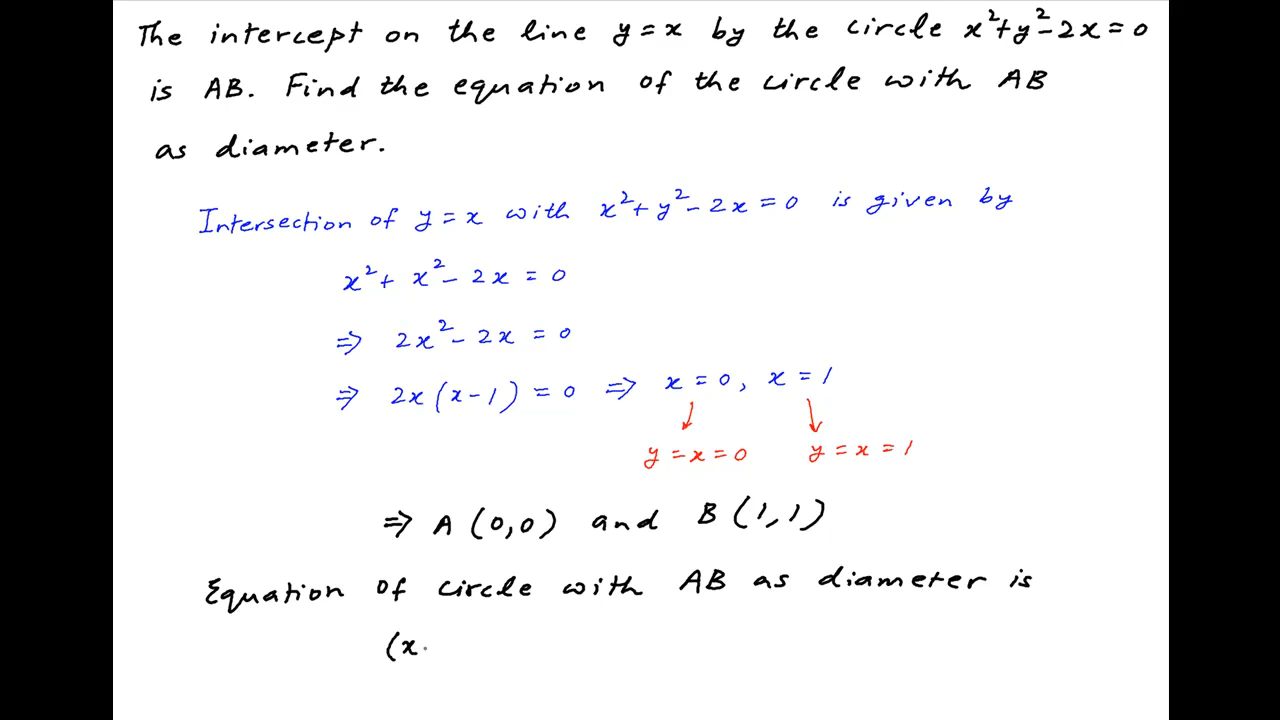 The intercept on the line y = x by the circle x²+y²-2x=0
is AB. Find the equation of the circle with AB
as diameter.
Intersection of y = x with x²+y²-2x=0 is given by
x²+ x²- 2x = 0
⇒ 2x²- 2x = 0
⇒ 2x(x-1) = 0 ⇒ x = 0, x = 1
y = x = 0 y = x = 1
⇒ A (0,0) and B (1,1)
Equation of circle with AB as diameter is
(x